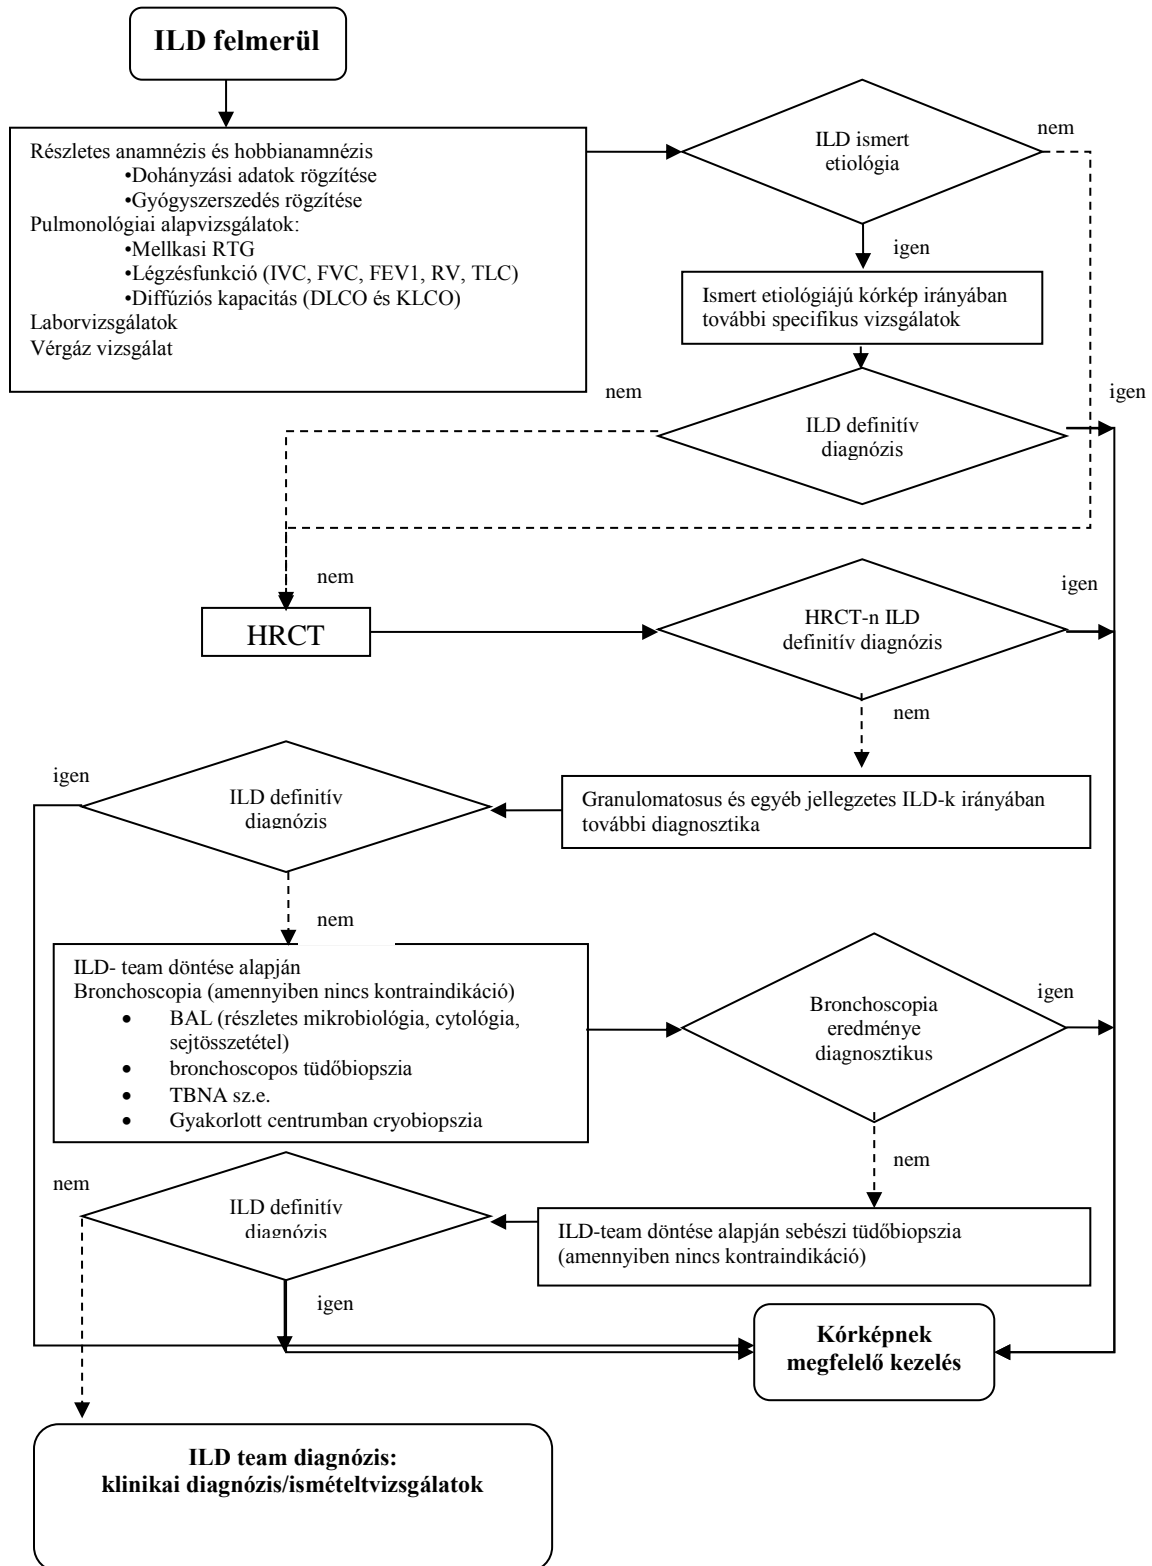 ILD felmerül
Részletes anamnézis és hobbianamnézis
•Dohányzási adatok rögzítése
•Gyógyszerszedés rögzítése
Pulmonológiai alapvizsgálatok:
•Mellkasi RTG
•Légzésfunkció (IVC, FVC, FEV1, RV, TLC)
•Diffúziós kapacitás (DLCO és KLCO)
Laborvizsgálatok
Vérgáz vizsgálat
ILD ismert
etiológia
nem
igen
Ismert etiológiájú kórkép irányában
további specifikus vizsgálatok
nem
igen
ILD definitív
diagnózis
nem
HRCT
HRCT-n ILD
definitív diagnózis
igen
nem
Granulomatosus és egyéb jellegzetes ILD-k irányában
további diagnosztika
igen
ILD definitív
diagnózis
nem
ILD- team döntése alapján
Bronchoscopia (amennyiben nincs kontraindikáció)
• BAL (részletes mikrobiológia, cytológia,
sejtösszetétel)
• bronchoscopos tüdőbiopszia
• TBNA sz.e.
• Gyakorlott centrumban cryobiopszia
Bronchoscopia
eredménye
diagnosztikus
igen
nem
ILD-team döntése alapján sebészi tüdőbiopszia
(amennyiben nincs kontraindikáció)
nem
ILD definitív
diagnózis
igen
Kórképnek
megfelelő kezelés
ILD team diagnózis:
klinikai diagnózis/ismételtvizsgálatok